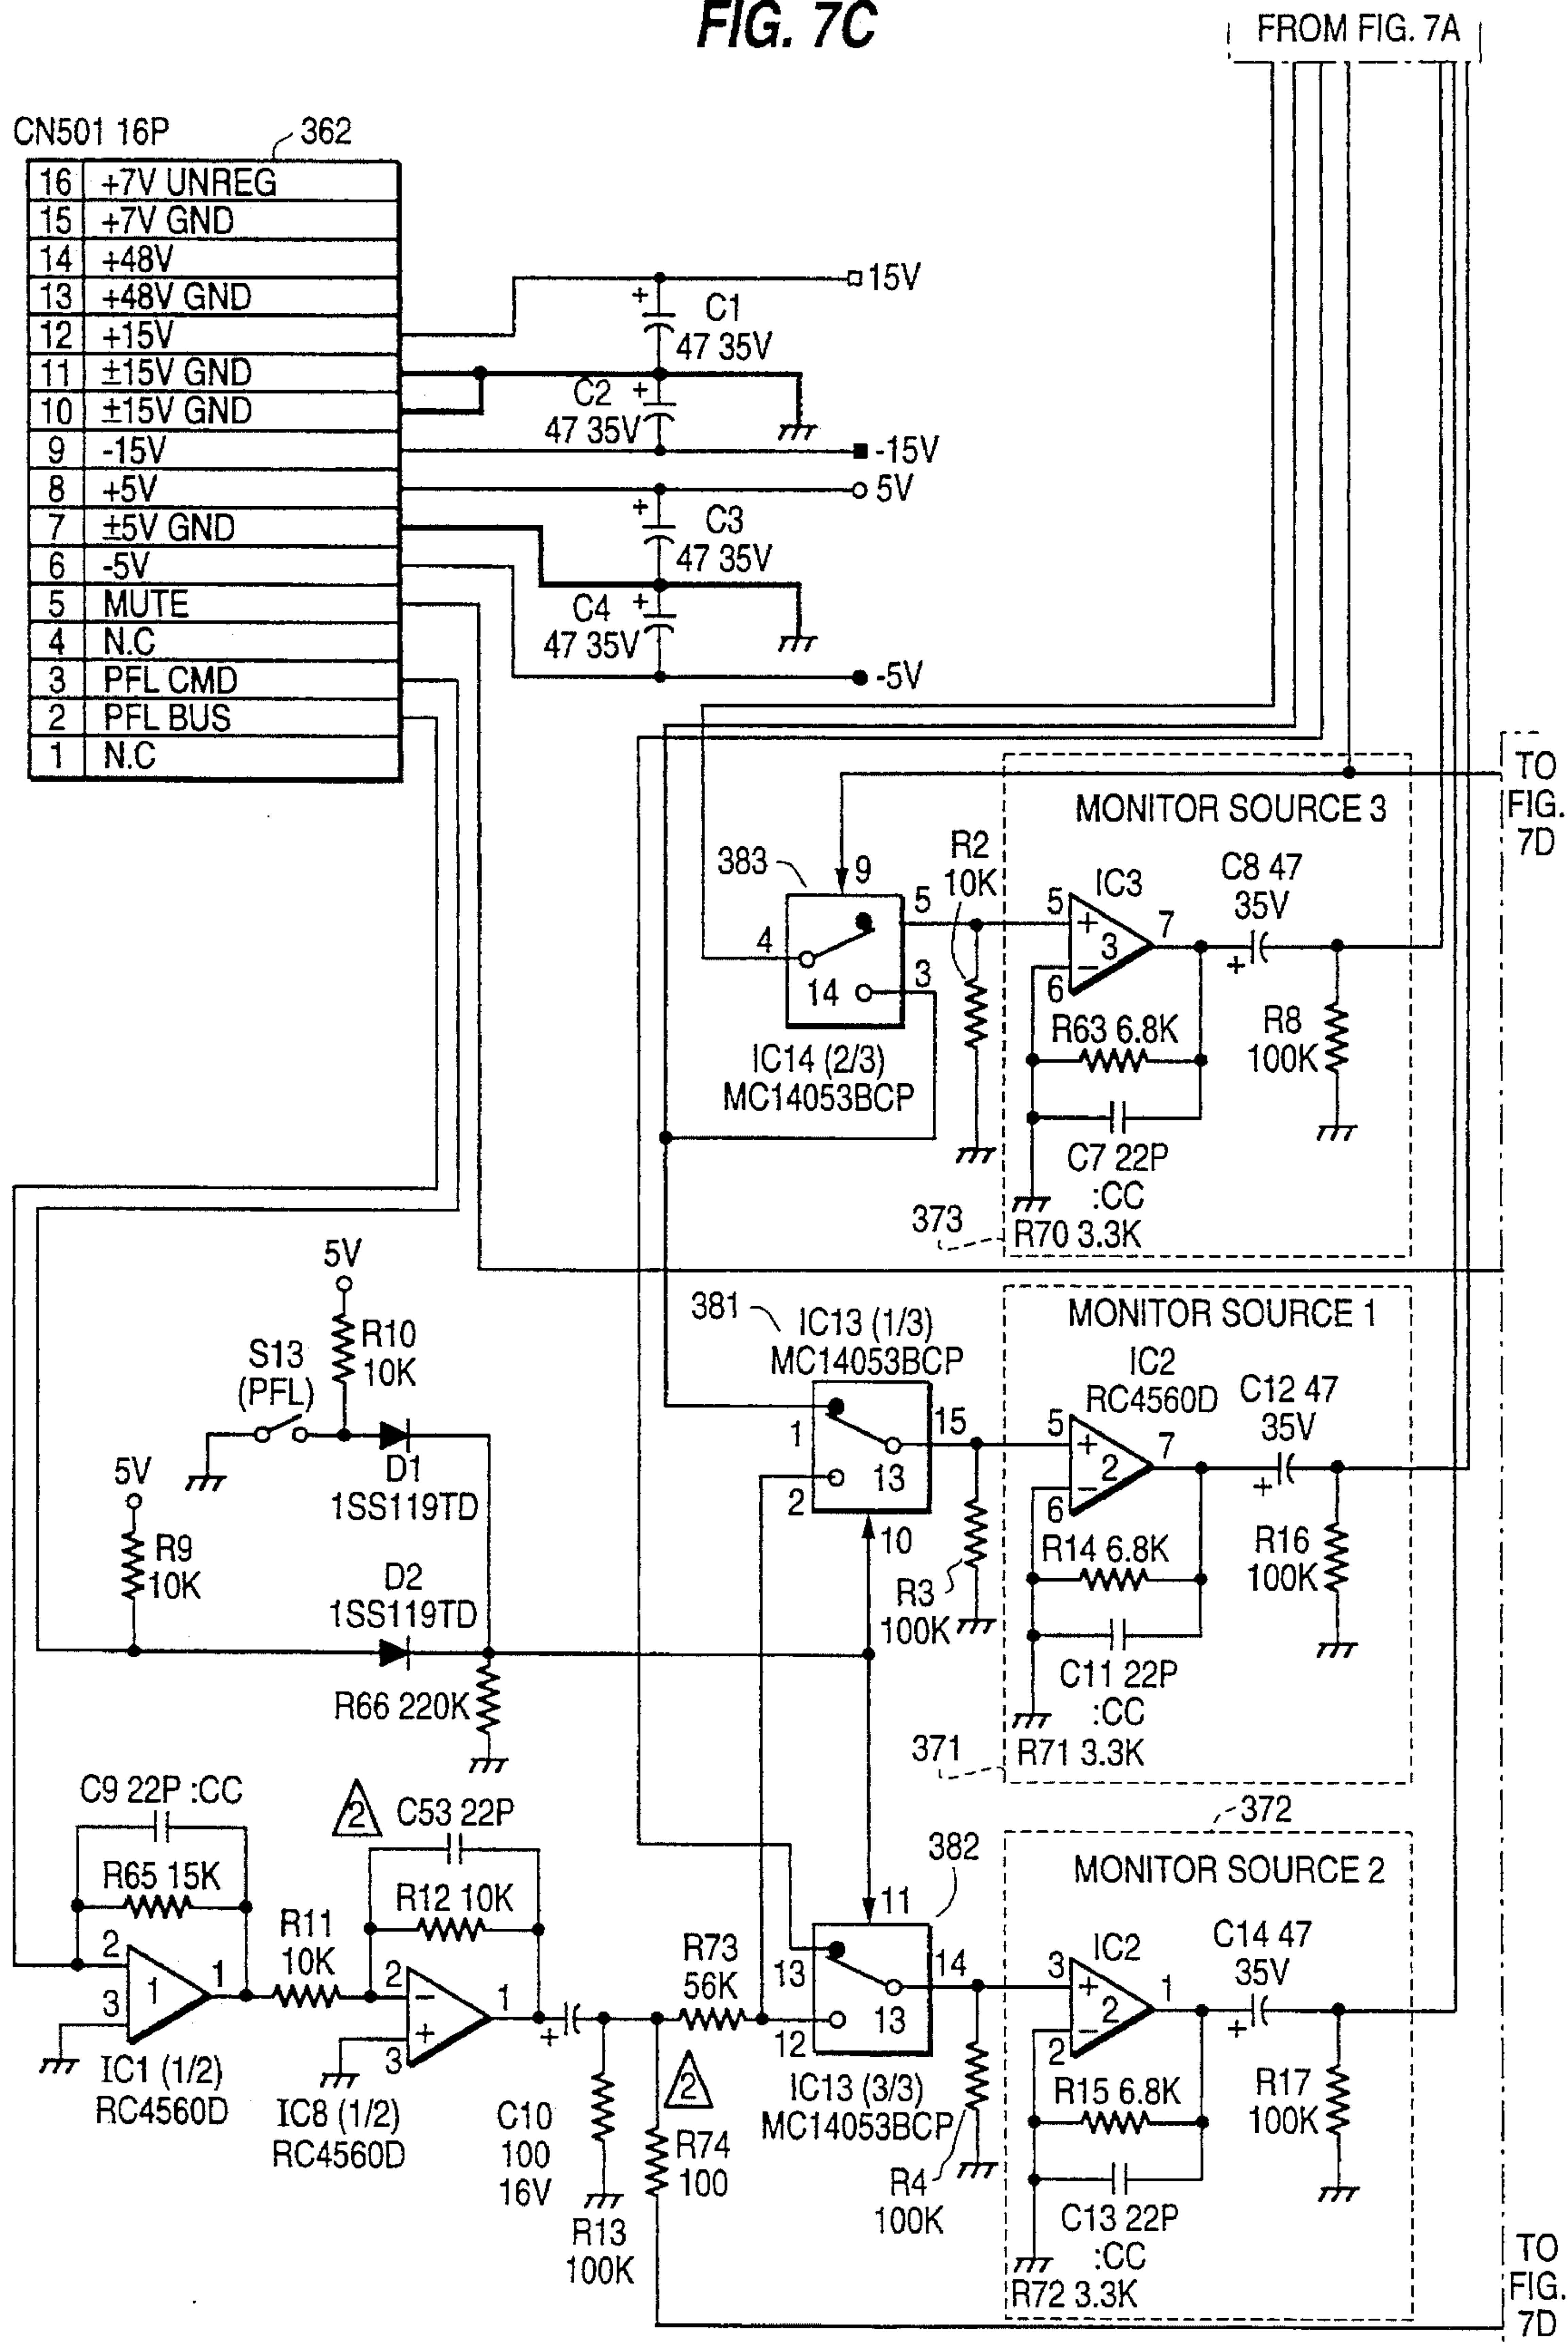 FIG. 7C
FROM FIG. 7A
CN501 16P
362
16 +7V UNREG
15 +7V GND
14 +48V
13 +48V GND
12 +15V
11 ±15V GND
10 ±15V GND
9 -15V
8 +5V
7 ±5V GND
6 -5V
5 MUTE
4 N.C
3 PFL CMD
2 PFL BUS
1 N.C
15V
+
C1
47 35V
C2
+
47 35V
-15V
5V
+
C3
47 35V
C4
+
47 35V
-5V
TO
FIG.
7D
MONITOR SOURCE 3
383
9
R2
10K
5
4
3
14
IC14 (2/3)
MC14053BCP
IC3
5
+
3
7
-
6
C8 47
35V
+
R63 6.8K
R8
100K
C7 22P
:CC
373
R70 3.3K
5V
R10
10K
S13
(PFL)
D1
1SS119TD
5V
R9
10K
D2
1SS119TD
R66 220K
381
IC13 (1/3)
MC14053BCP
1
15
2
13
10
R3
100K
MONITOR SOURCE 1
IC2
RC4560D
5
+
2
7
-
6
C12 47
35V
+
R14 6.8K
R16
100K
C11 22P
:CC
371
R71 3.3K
372
C9 22P :CC
R65 15K
2
1
1
3
IC1 (1/2)
RC4560D
R11
10K
2
C53 22P
R12 10K
2
-
1
+
3
IC8 (1/2)
RC4560D
+
C10
100
16V
R13
100K
R73
56K
2
R74
100
382
11
13
14
12
13
IC13 (3/3)
MC14053BCP
R4
100K
MONITOR SOURCE 2
IC2
3
+
2
1
-
2
C14 47
35V
+
R15 6.8K
R17
100K
C13 22P
:CC
R72 3.3K
TO
FIG.
7D